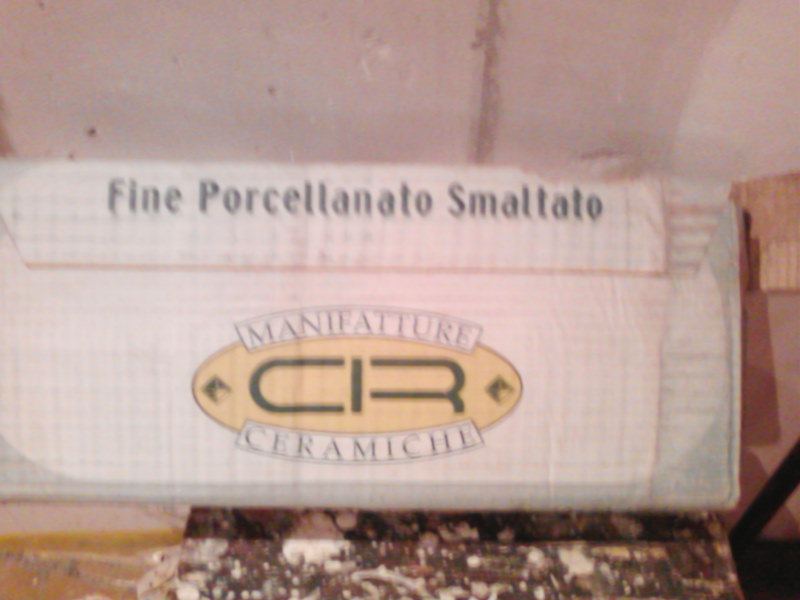 Fine Porcellanato Smaltato
MANIFATTURE
CIR
CERAMICHE